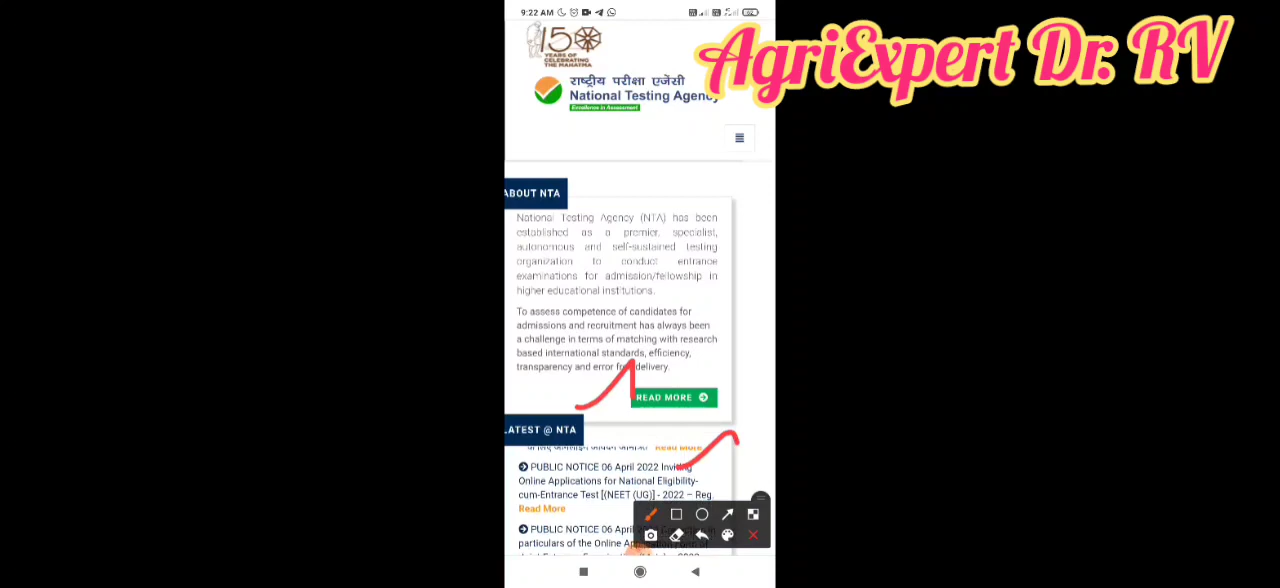 9:22 AM
AgriExpert Dr. RV
150
YEARS OF
CELEBRATING
THE MAHATMA
राष्ट्रीय परीक्षा एजेंसी
National Testing Agency
Excellence in Assessment
ABOUT NTA
National Testing Agency (NTA) has been
established as a premier, specialist,
autonomous and self-sustained testing
organization to conduct entrance
examinations for admission/fellowship in
higher educational institutions.
To assess competence of candidates for
admissions and recruitment has always been
a challenge in terms of matching with research
based international standards, efficiency,
transparency and error delivery.
READ MORE
LATEST @ NTA
Read More
PUBLIC NOTICE 06 April 2022 Inviting
Online Applications for National Eligibility-
cum-Entrance Test [(NEET (UG)] - 2022 – Reg.
Read More
PUBLIC NOTICE 06 April
particulars of the Online